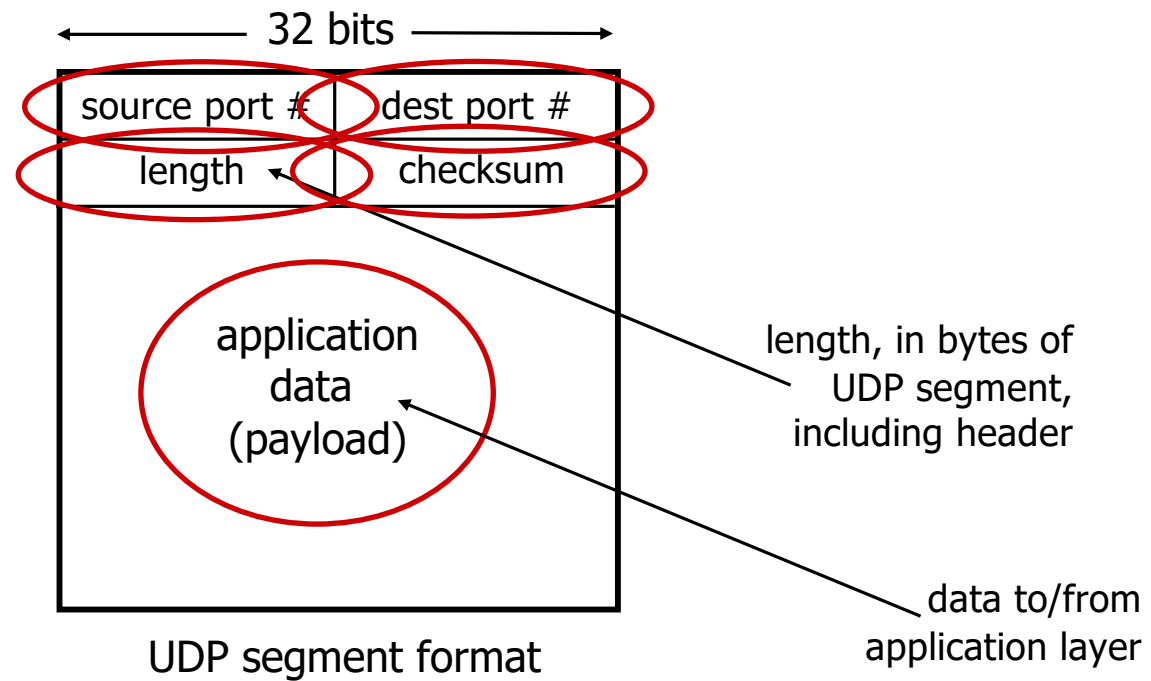 32 bits
source port #
dest port #
length
checksum
application
data
(payload)
length, in bytes of
UDP segment,
including header
data to/from
application layer
UDP segment format